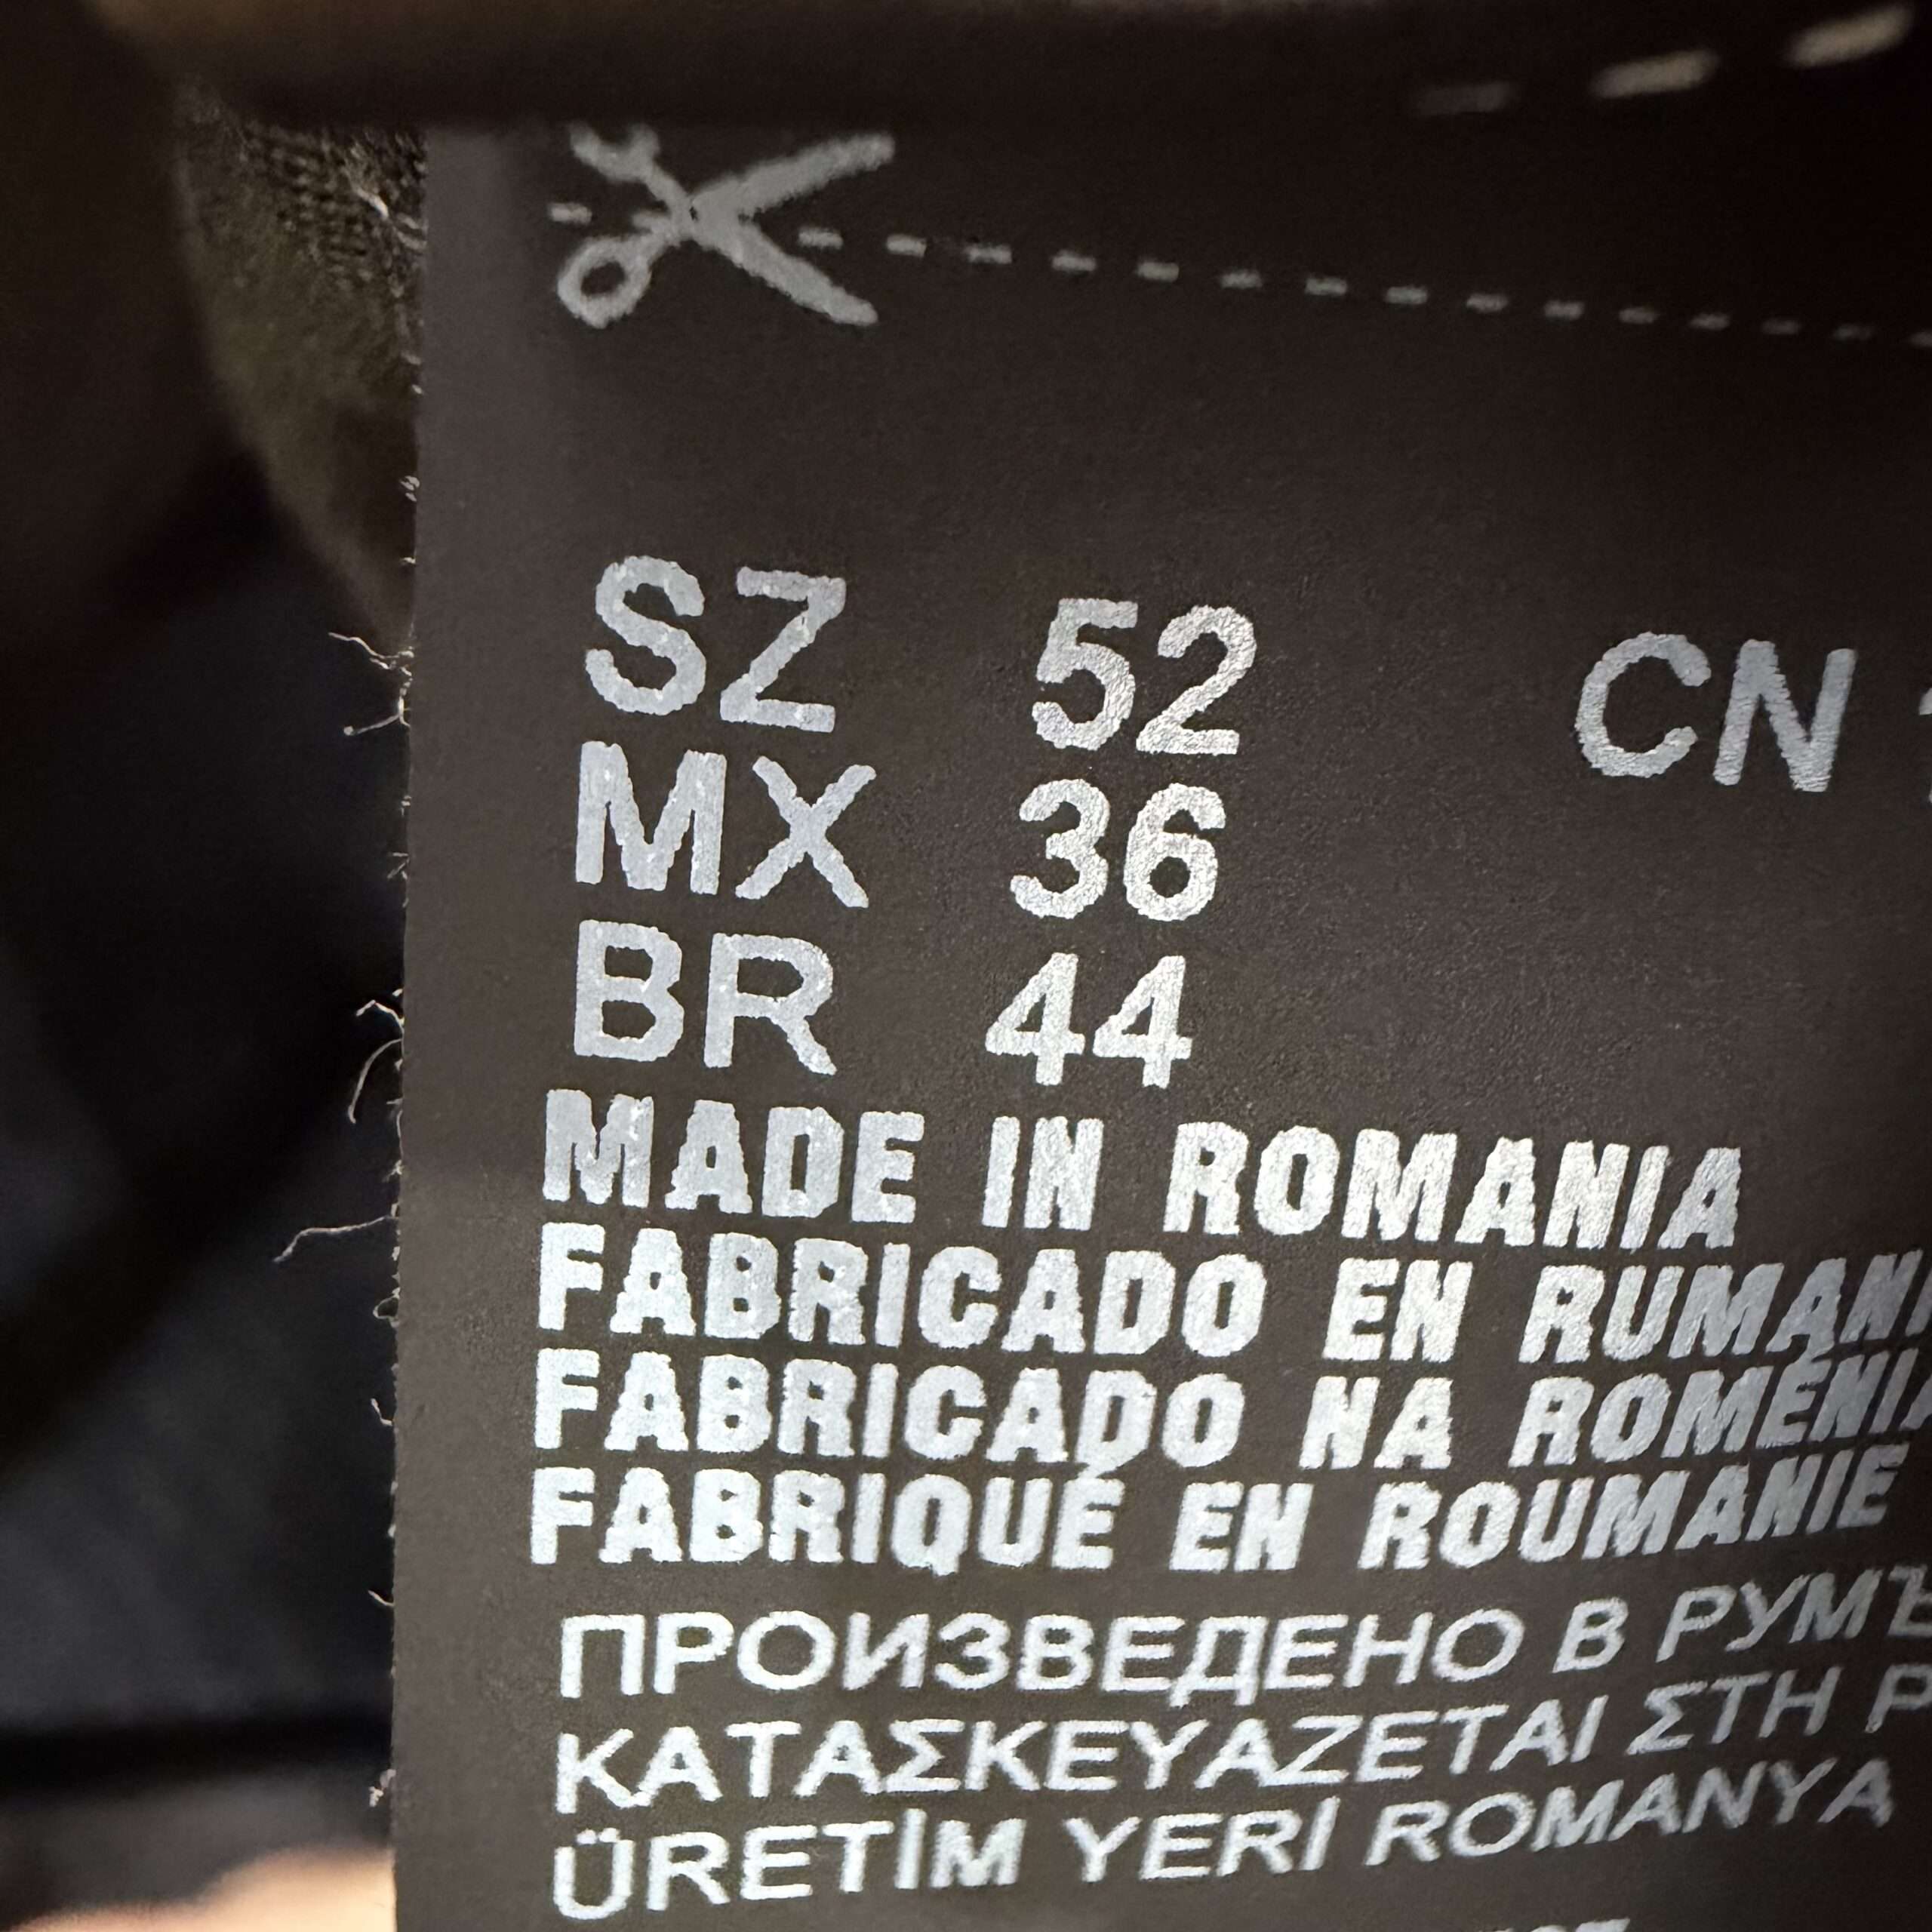 SZ 52 CN
MX 36
BR 44
MADE IN ROMANIA
FABRICADO EN
FABRICADO NA
FABRIQUÉ EN ROUMANIE
ПРОИЗВЕДЕНО В
ΚΑΤΑΣΚΕΥΑΖΕΤΑΙ ΣΤΗ
ÜRETİM YERİ ROMANYA